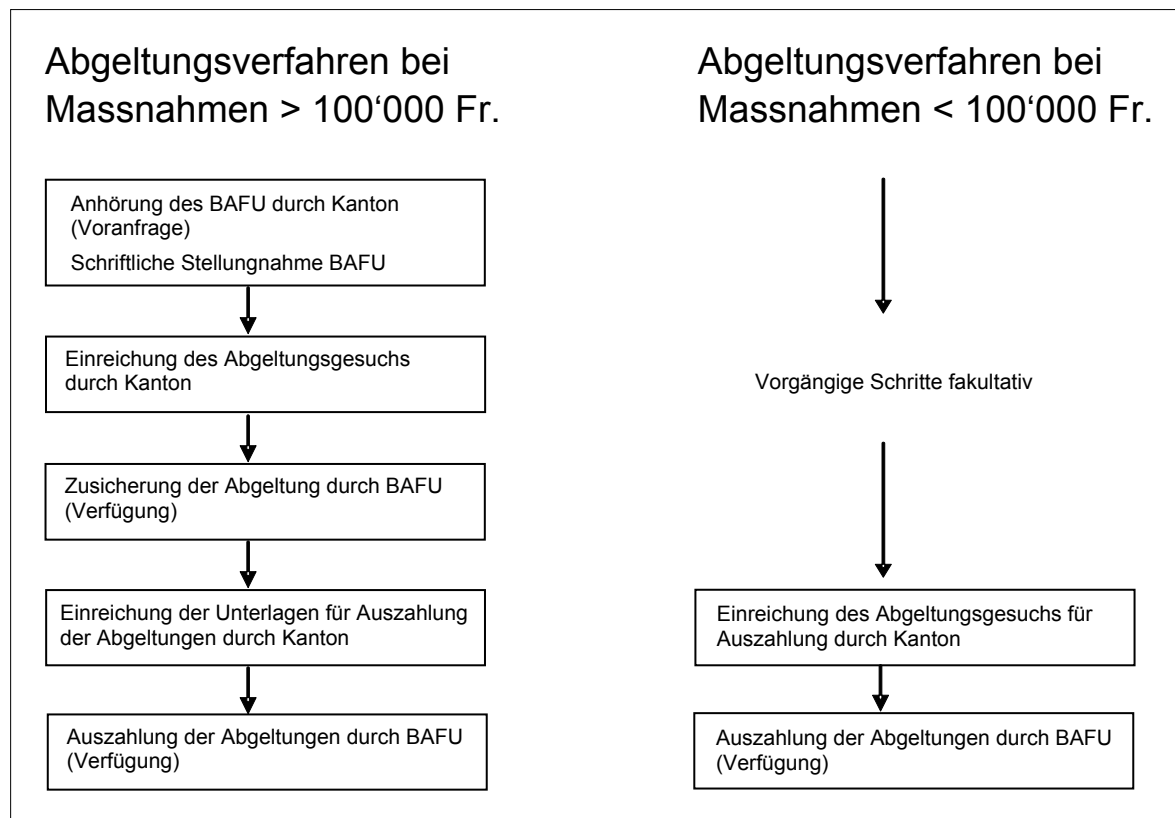 Abgeltungsverfahren bei
Massnahmen > 100‘000 Fr.
Anhörung des BAFU durch Kanton
(Voranfrage)
Schriftliche Stellungnahme BAFU
Einreichung des Abgeltungsgesuchs
durch Kanton
Zusicherung der Abgeltung durch BAFU
(Verfügung)
Einreichung der Unterlagen für Auszahlung
der Abgeltungen durch Kanton
Auszahlung der Abgeltungen durch BAFU
(Verfügung)
Abgeltungsverfahren bei
Massnahmen < 100‘000 Fr.
Vorgängige Schritte fakultativ
Einreichung des Abgeltungsgesuchs für
Auszahlung durch Kanton
Auszahlung der Abgeltungen durch BAFU
(Verfügung)